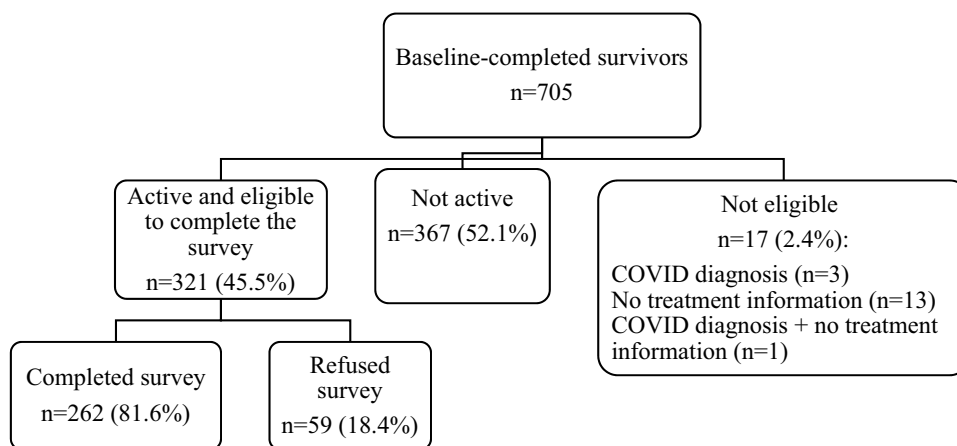 Baseline-completed survivors
n=705
Active and eligible
to complete the
survey
n=321 (45.5%)
Not active
n=367 (52.1%)
Not eligible
n=17 (2.4%):
COVID diagnosis (n=3)
No treatment information (n=13)
COVID diagnosis + no treatment
information (n=1)
Completed survey
n=262 (81.6%)
Refused
survey
n=59 (18.4%)